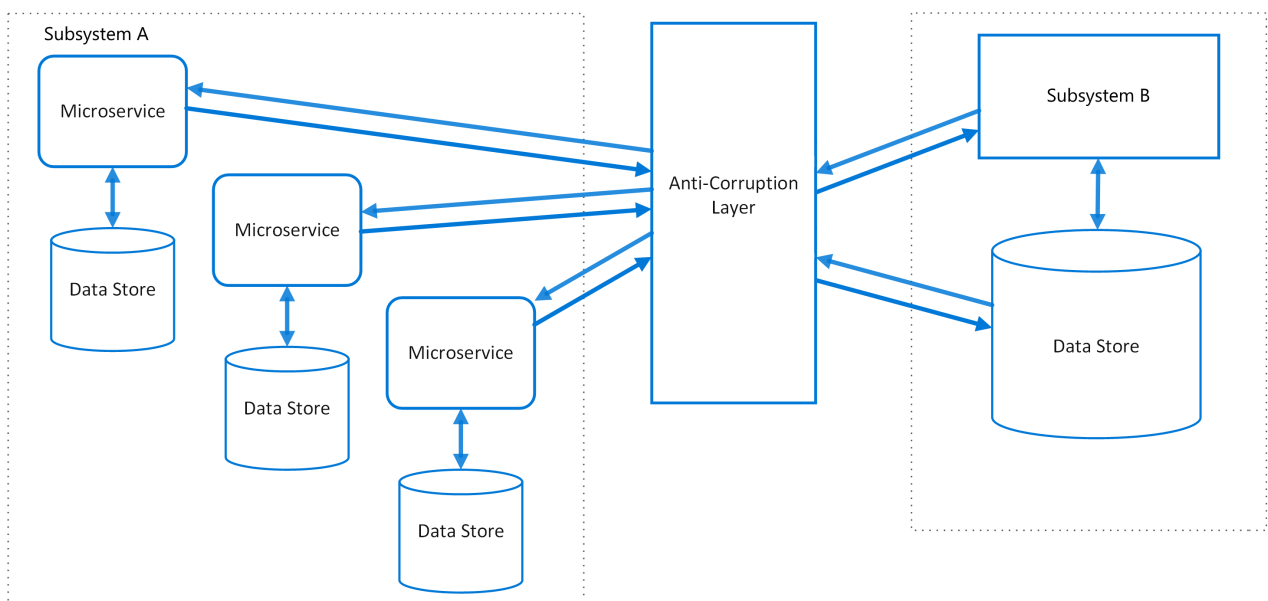 Subsystem A
Microservice
Data Store
Microservice
Data Store
Microservice
Data Store
Anti-Corruption
Layer
Subsystem B
Data Store